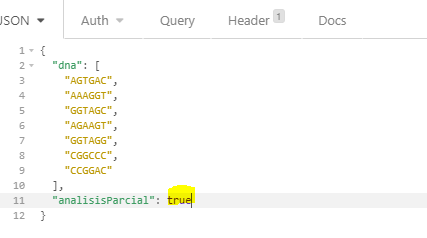 JSON Auth Query Header 1 Docs
1 {
2 "dna": [
3 "AGTGAC",
4 "AAAGGT",
5 "GGTAGC",
6 "AGAAGT",
7 "GGTAGG",
8 "CGGCCC",
9 "CCGGAC"
10 ],
11 "analisisParcial": true
12 }